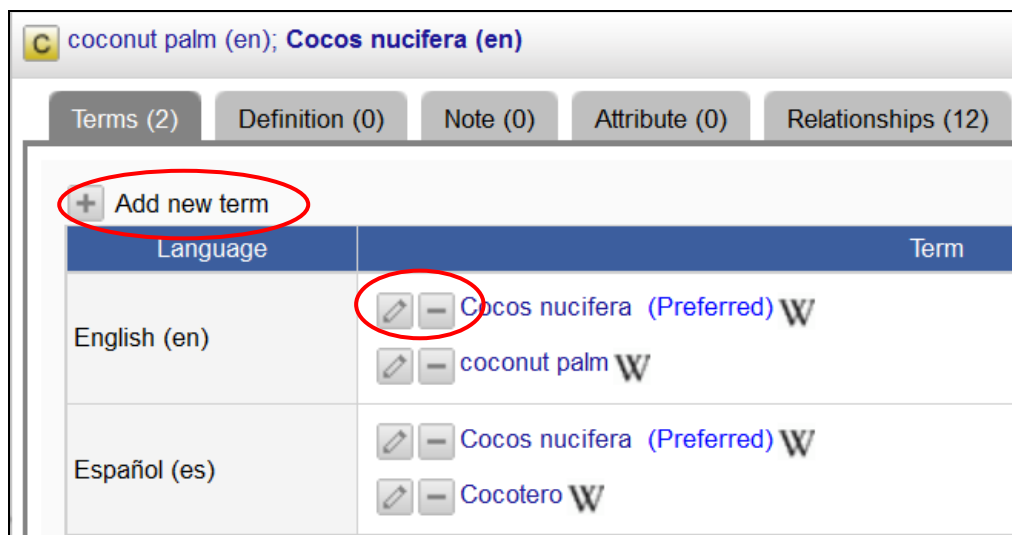 C coconut palm (en); Cocos nucifera (en)
Terms (2) Definition (0) Note (0) Attribute (0) Relationships (12)
+ Add new term
Language Term
English (en)
Cocos nucifera (Preferred) W
coconut palm W
Español (es)
Cocos nucifera (Preferred) W
Cocotero W